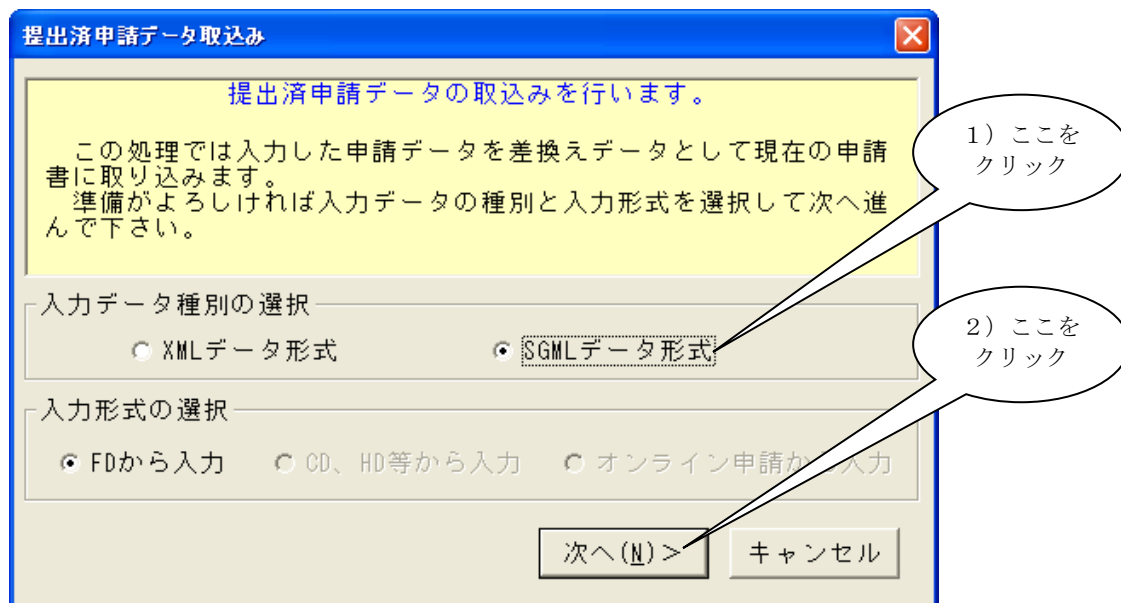 提出済申請データ取込み
提出済申請データの取込みを行います。
この処理では入力した申請データを差換えデータとして現在の申請
書に取り込みます。
準備がよろしければ入力データの種別と入力形式を選択して次へ進
んで下さい。
1)ここを
クリック
入力データ種別の選択
XMLデータ形式
SGMLデータ形式
2)ここを
クリック
入力形式の選択
FDから入力
CD、HD等から入力
オンライン申請から入力
次へ(N)>
キャンセル